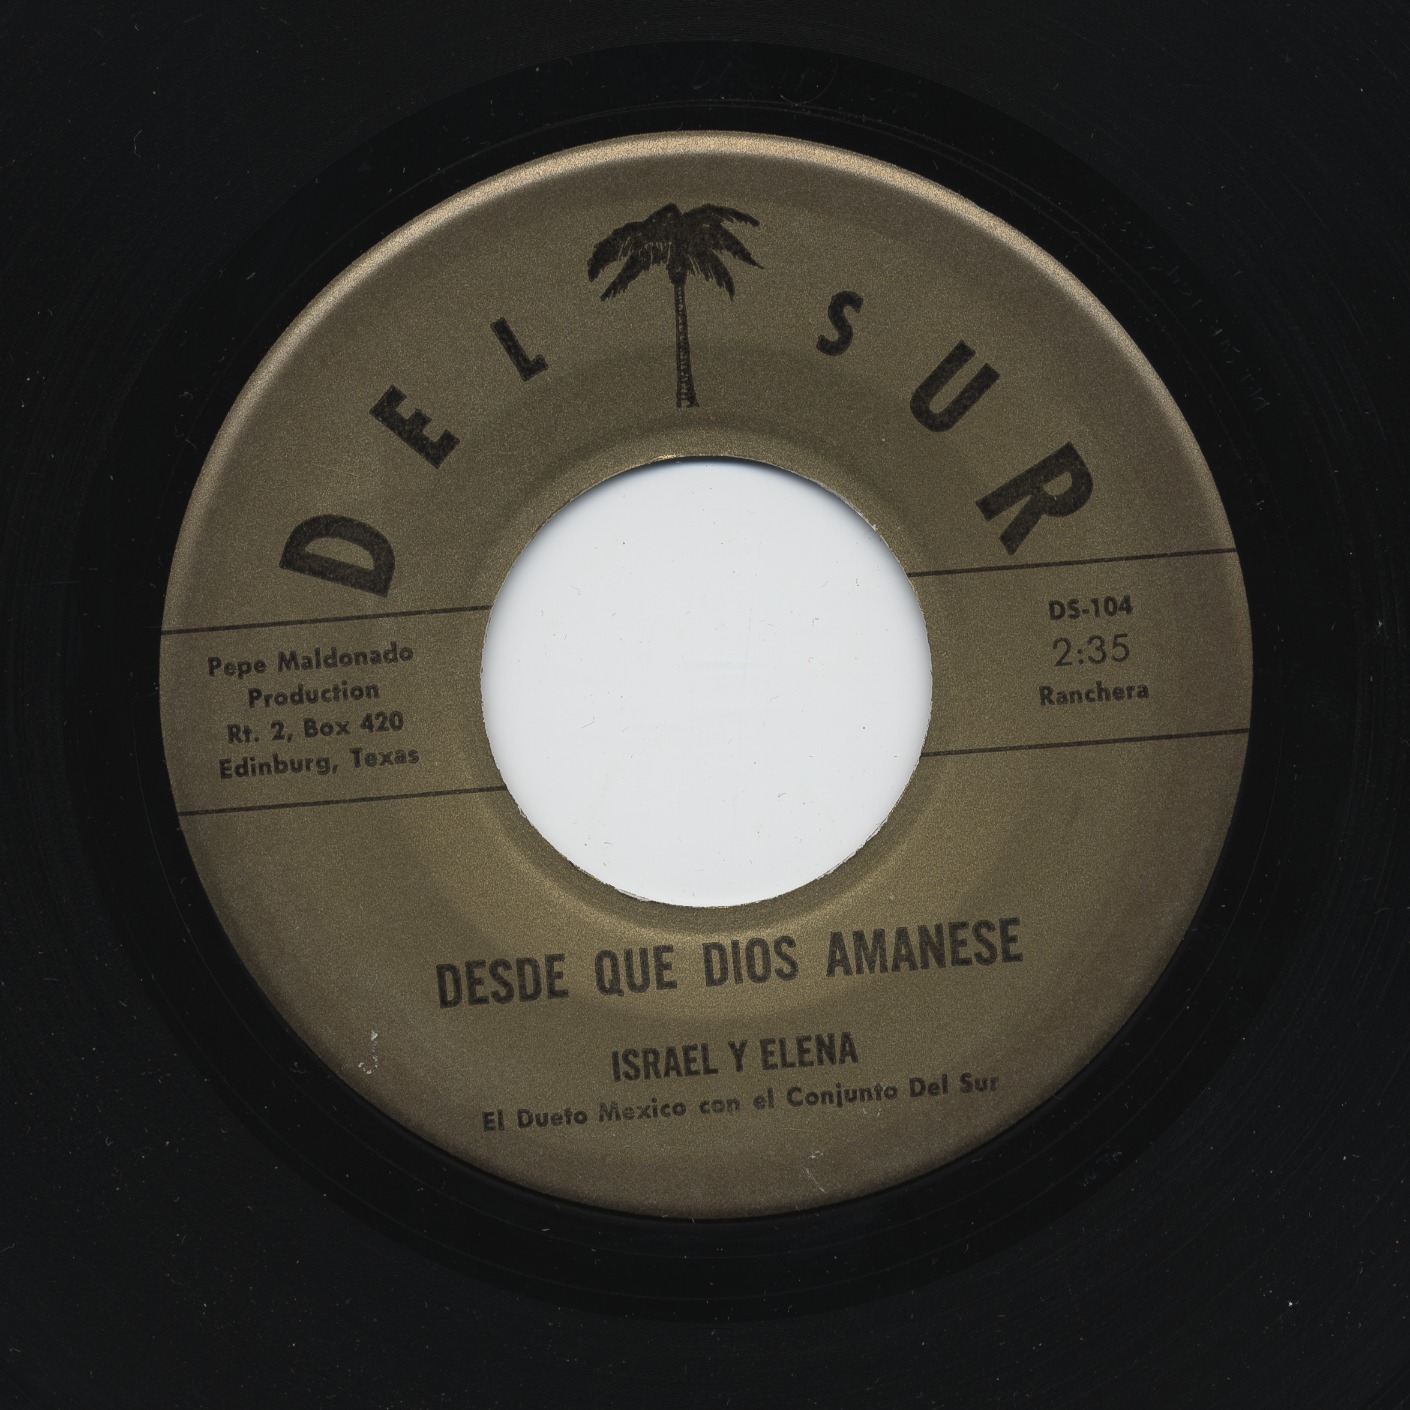 DEL SUR
Pepe Maldonado
Production
Rt. 2, Box 420
Edinburg, Texas
DS-104
2:35
Ranchera
DESDE QUE DIOS AMANESE
ISRAEL Y ELENA
El Dueto Mexico con el Conjunto Del Sur